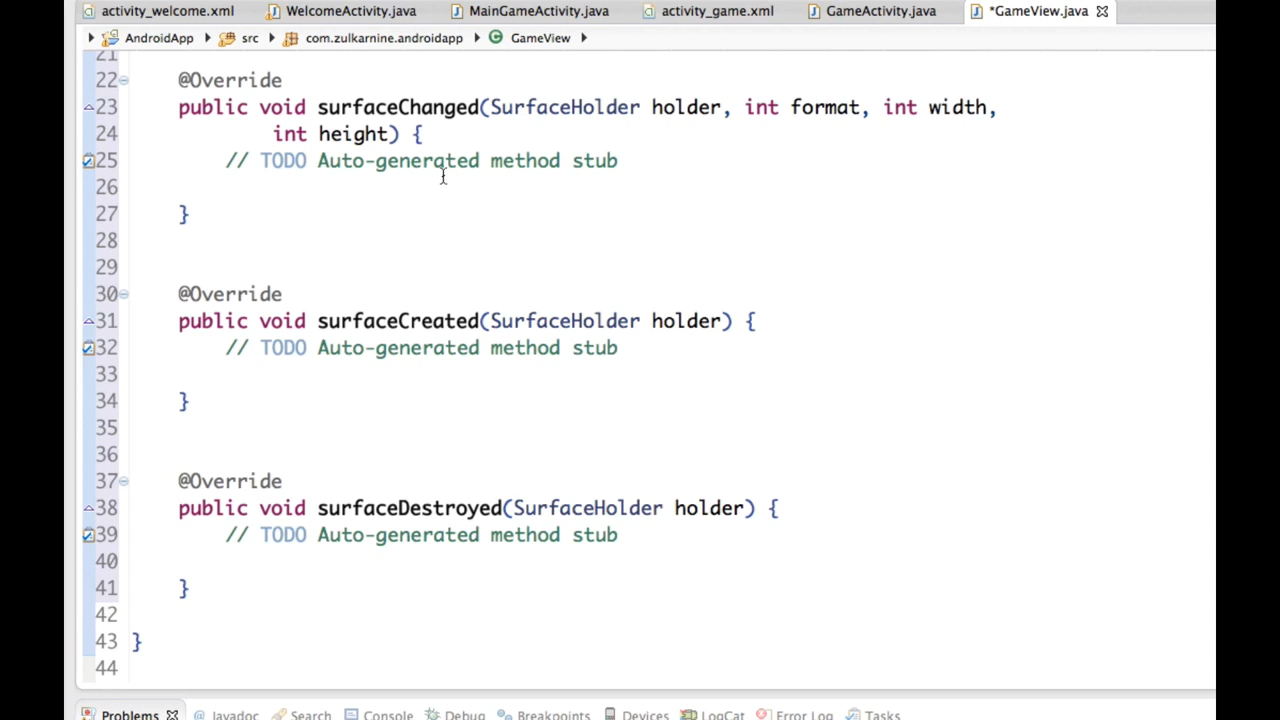 activity_welcome.xml WelcomeActivity.java MainGameActivity.java activity_game.xml GameActivity.java *GameView.java
AndroidApp src com.zulkarnine.androidapp GameView
21
22 @Override
23 public void surfaceChanged(SurfaceHolder holder, int format, int width,
24 int height) {
25 // TODO Auto-generated method stub
26
27 }
28
29
30 @Override
31 public void surfaceCreated(SurfaceHolder holder) {
32 // TODO Auto-generated method stub
33
34 }
35
36
37 @Override
38 public void surfaceDestroyed(SurfaceHolder holder) {
39 // TODO Auto-generated method stub
40
41 }
42
43 }
44
Problems @ Javadoc Search Console Debug Breakpoints Devices LogCat Error Log Tasks